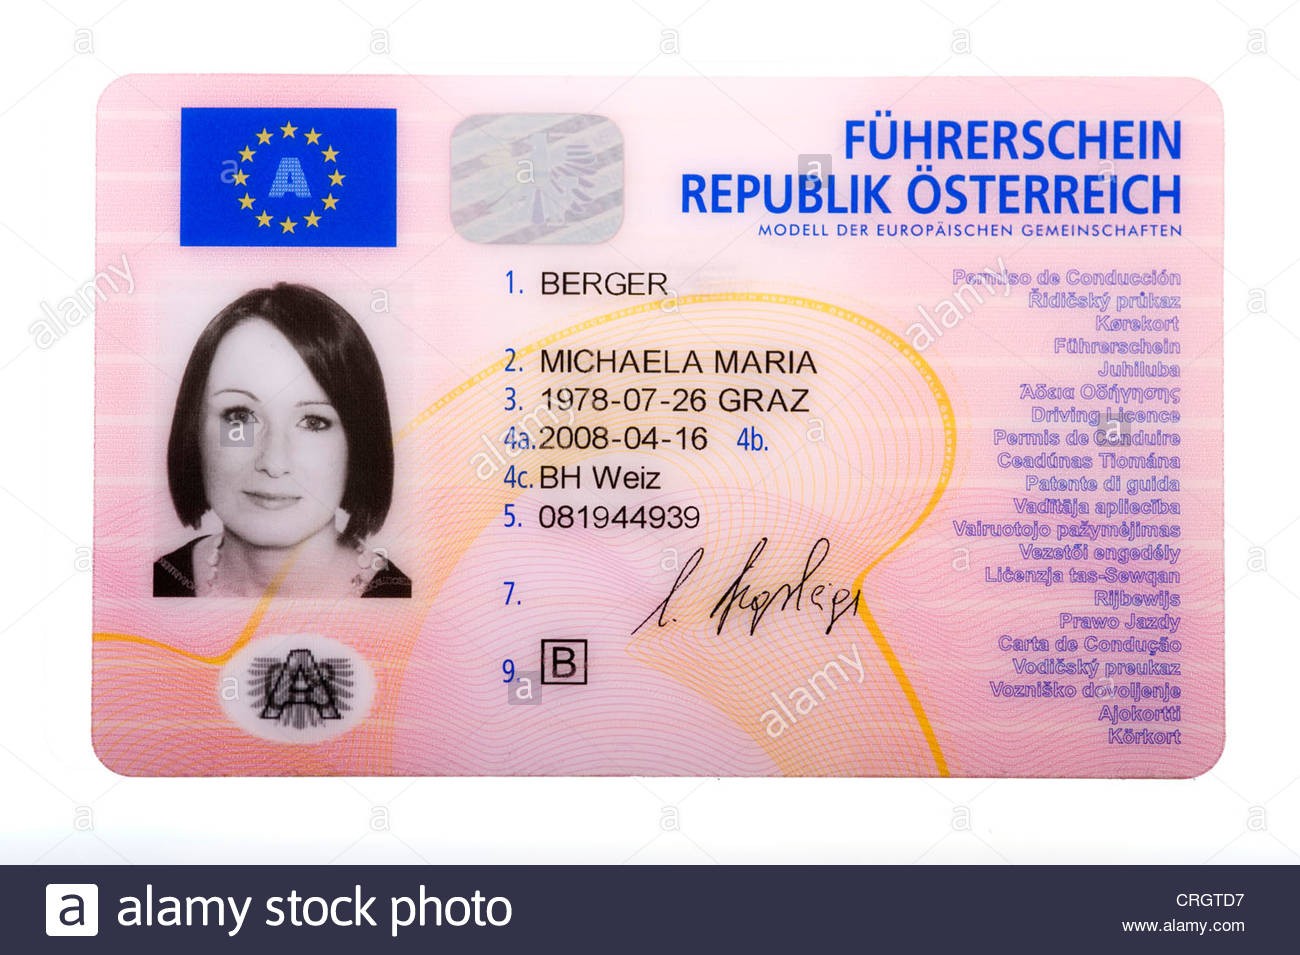 FÜHRERSCHEIN
REPUBLIK ÖSTERREICH
MODELL DER EUROPÄISCHEN GEMEINSCHAFTEN
A
1. BERGER
2. MICHAELA MARIA
3. 1978-07-26 GRAZ
4a. 2008-04-16 4b.
4c. BH Weiz
5. 081944939
7.
9. B
Permiso de Conducción
Řidičský průkaz
Kørekort
Führerschein
Juhiluba
Άδεια Οδήγησης
Driving Licence
Permis de Conduire
Ceadúnas Tiomána
Patente di guida
Vadītāja apliecība
Vairuotojo pažymėjimas
Vezetői engedély
Liċenzja tas-Sewqan
Rijbewijs
Prawo Jazdy
Carta de Condução
Vodičský preukaz
Vozniško dovoljenje
Ajokortti
Körkort
A
alamy
alamy
alamy
alamy
alamy
a alamy stock photo
CRGTD7
www.alamy.com